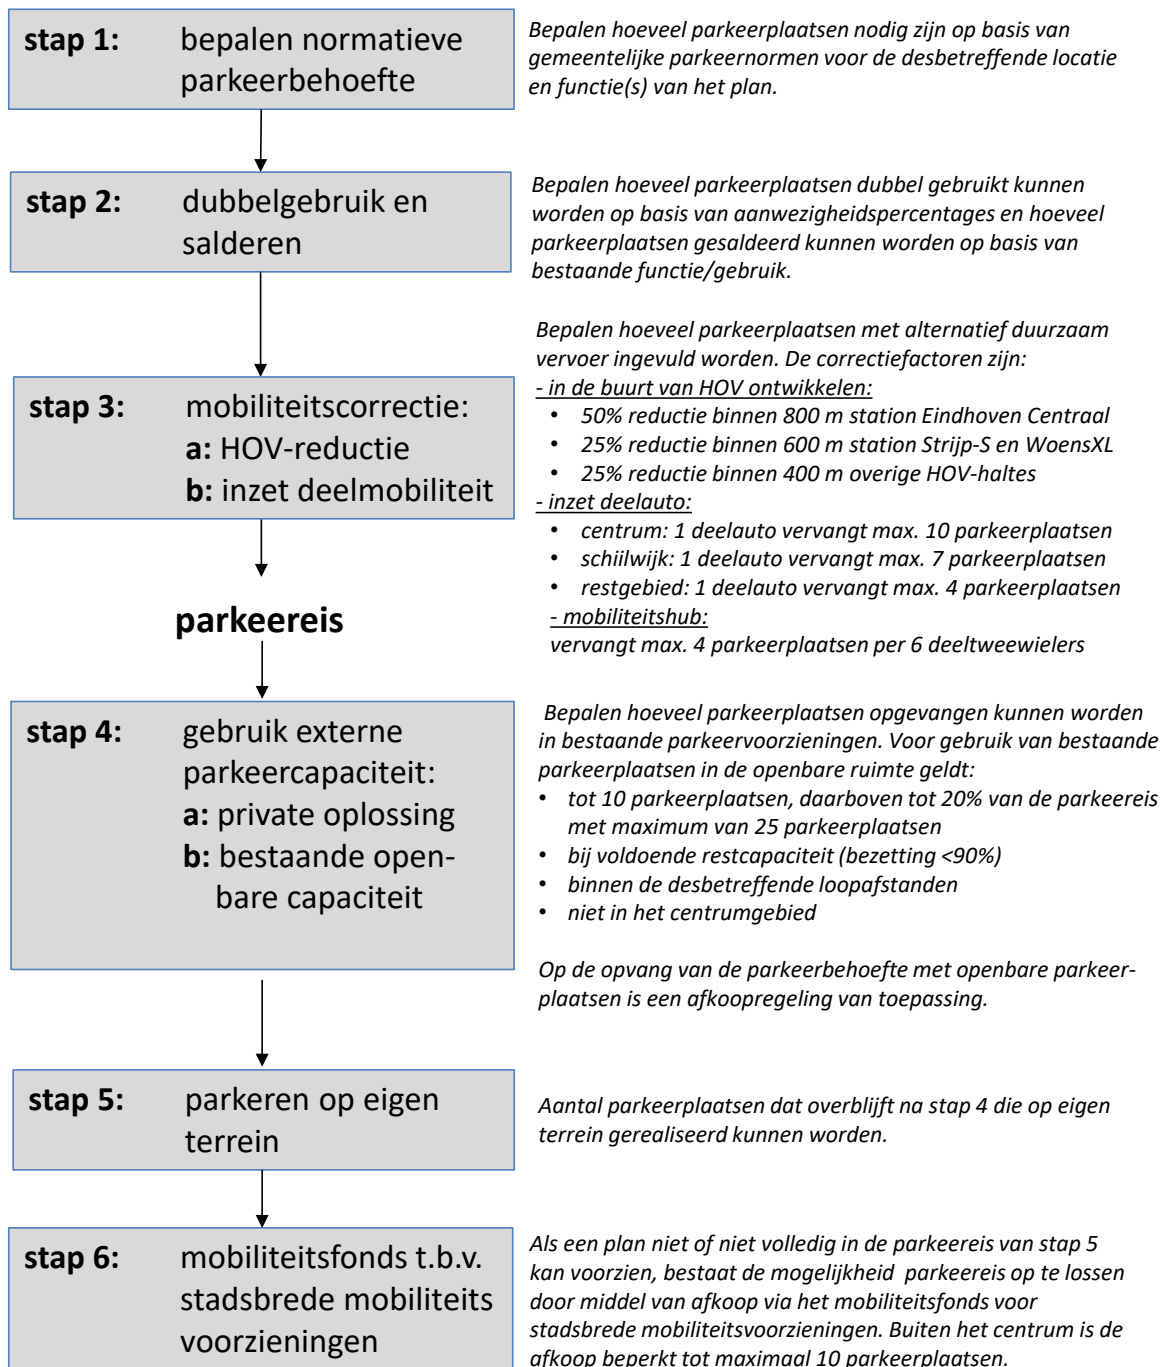 stap 1: bepalen normatieve
parkeerbehoefte
Bepalen hoeveel parkeerplaatsen nodig zijn op basis van
gemeentelijke parkeernormen voor de desbetreffende locatie
en functie(s) van het plan.
stap 2: dubbelgebruik en
salderen
Bepalen hoeveel parkeerplaatsen dubbel gebruikt kunnen
worden op basis van aanwezigheidspercentages en hoeveel
parkeerplaatsen gesaldeerd kunnen worden op basis van
bestaande functie/gebruik.
stap 3: mobiliteitscorrectie:
a: HOV-reductie
b: inzet deelmobiliteit
Bepalen hoeveel parkeerplaatsen met alternatief duurzaam
vervoer ingevuld worden. De correctiefactoren zijn:
- in de buurt van HOV ontwikkelen:
• 50% reductie binnen 800 m station Eindhoven Centraal
• 25% reductie binnen 600 m station Strijp-S en WoensXL
• 25% reductie binnen 400 m overige HOV-haltes
- inzet deelauto:
• centrum: 1 deelauto vervangt max. 10 parkeerplaatsen
• schiilwijk: 1 deelauto vervangt max. 7 parkeerplaatsen
• restgebied: 1 deelauto vervangt max. 4 parkeerplaatsen
- mobiliteitshub:
vervangt max. 4 parkeerplaatsen per 6 deeltweewielers
parkeereis
stap 4: gebruik externe
parkeercapaciteit:
a: private oplossing
b: bestaande open-
bare capaciteit
Bepalen hoeveel parkeerplaatsen opgevangen kunnen worden
in bestaande parkeervoorzieningen. Voor gebruik van bestaande
parkeerplaatsen in de openbare ruimte geldt:
• tot 10 parkeerplaatsen, daarboven tot 20% van de parkeereis
met maximum van 25 parkeerplaatsen
• bij voldoende restcapaciteit (bezetting <90%)
• binnen de desbetreffende loopafstanden
• niet in het centrumgebied
Op de opvang van de parkeerbehoefte met openbare parkeer-
plaatsen is een afkoopregeling van toepassing.
stap 5: parkeren op eigen
terrein
Aantal parkeerplaatsen dat overblijft na stap 4 die op eigen
terrein gerealiseerd kunnen worden.
stap 6: mobiliteitsfonds t.b.v.
stadsbrede mobiliteits
voorzieningen
Als een plan niet of niet volledig in de parkeereis van stap 5
kan voorzien, bestaat de mogelijkheid parkeereis op te lossen
door middel van afkoop via het mobiliteitsfonds voor
stadsbrede mobiliteitsvoorzieningen. Buiten het centrum is de
afkoop beperkt tot maximaal 10 parkeerplaatsen.